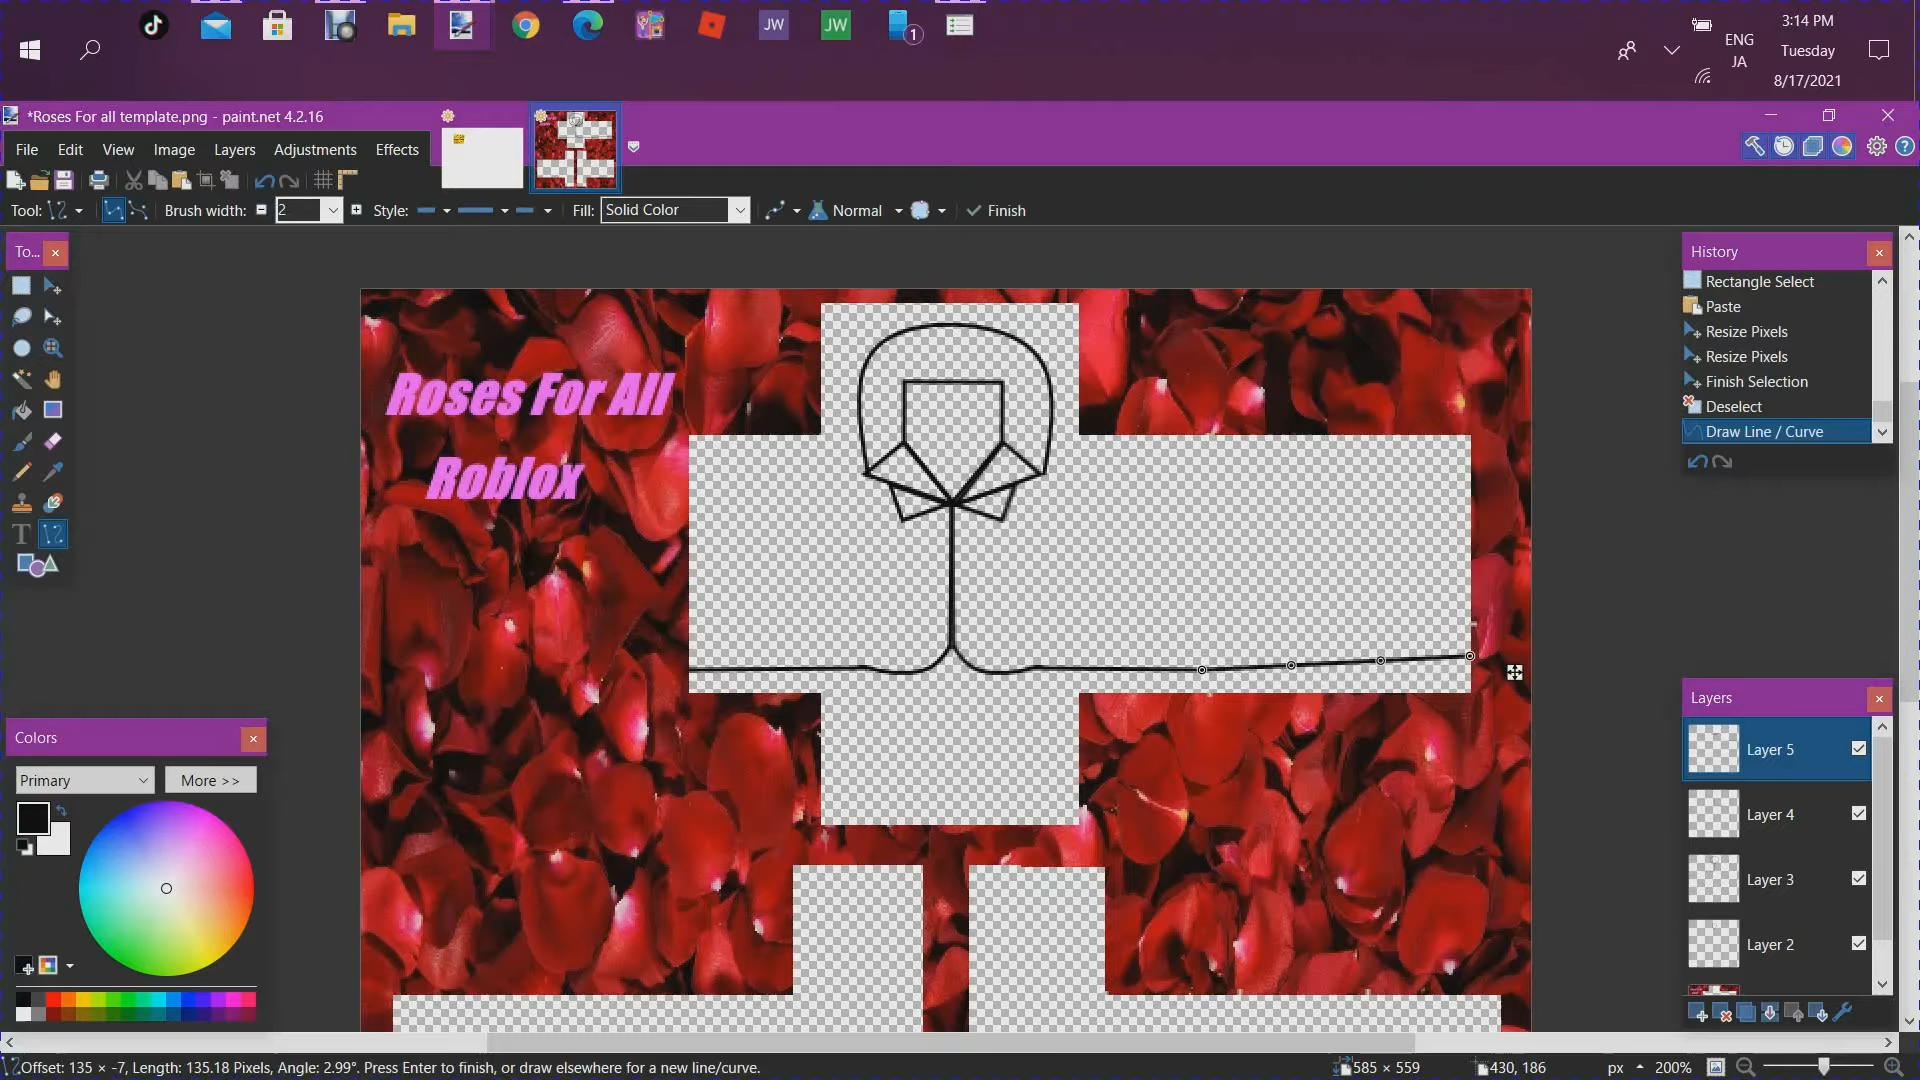 JW
JW
1
ENG
JA
3:14 PM
Tuesday
8/17/2021
*Roses For all template.png - paint.net 4.2.16
File Edit View Image Layers Adjustments Effects
Tool: Brush width: 2 Style: Fill: Solid Color Normal Finish
To...
History
Rectangle Select
Paste
Resize Pixels
Resize Pixels
Finish Selection
Deselect
Draw Line / Curve
Roses For All
Roblox
Layers
Layer 5
Layer 4
Layer 3
Layer 2
Colors
Primary More >>
Offset: 135 × -7, Length: 135.18 Pixels, Angle: 2.99°. Press Enter to finish, or draw elsewhere for a new line/curve. 585 × 559 430, 186 px 200%